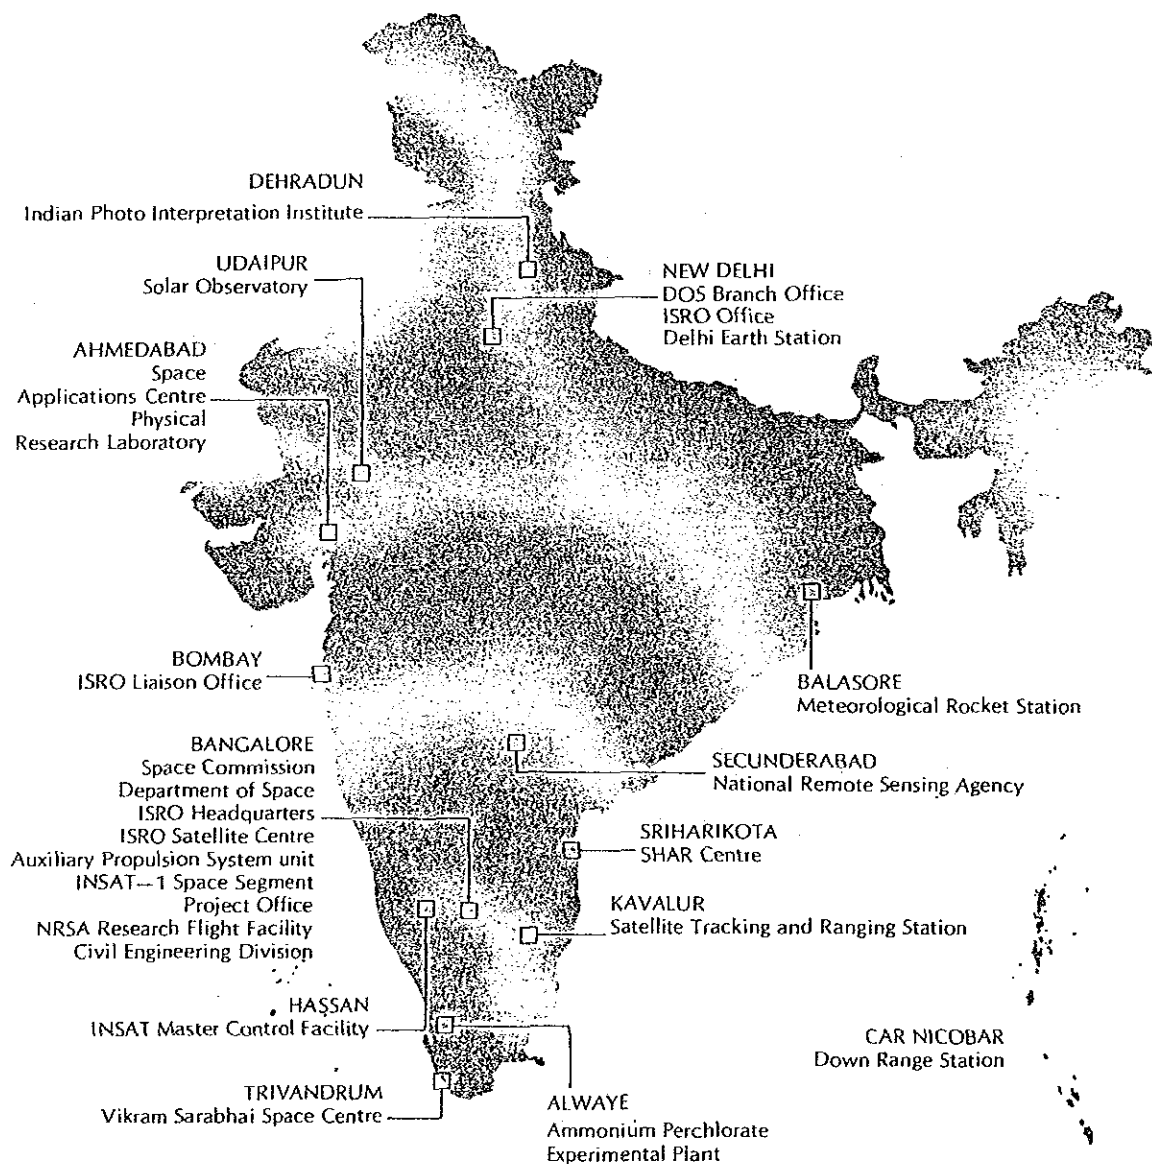 DEHRADUN
Indian Photo Interpretation Institute
UDAIPUR
Solar Observatory
NEW DELHI
DOS Branch Office
ISRO Office
Delhi Earth Station
AHMEDABAD
Space
Applications Centre
Physical
Research Laboratory
BOMBAY
ISRO Liaison Office
BALASORE
Meteorological Rocket Station
BANGALORE
Space Commission
Department of Space
ISRO Headquarters
ISRO Satellite Centre
Auxiliary Propulsion System unit
INSAT—1 Space Segment
Project Office
NRSA Research Flight Facility
Civil Engineering Division
SECUNDERABAD
National Remote Sensing Agency
SRIHARIKOTA
SHAR Centre
KAVALUR
Satellite Tracking and Ranging Station
HASSAN
INSAT Master Control Facility
CAR NICOBAR
Down Range Station
TRIVANDRUM
Vikram Sarabhai Space Centre
ALWAYE
Ammonium Perchlorate
Experimental Plant